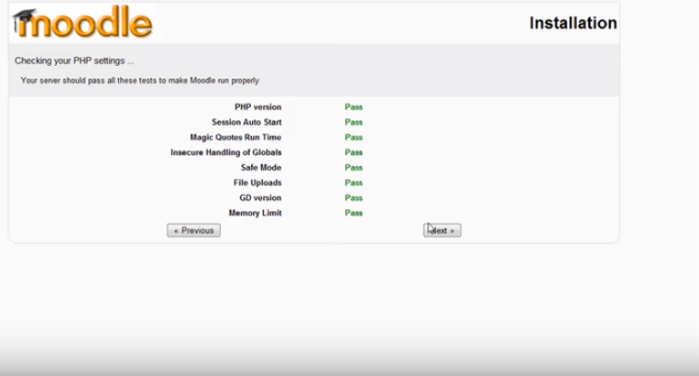 moodle
Installation
Checking your PHP settings ...
Your server should pass all these tests to make Moodle run properly
PHP version Pass
Session Auto Start Pass
Magic Quotes Run Time Pass
Insecure Handling of Globals Pass
Safe Mode Pass
File Uploads Pass
GD version Pass
Memory Limit Pass
« Previous Next »